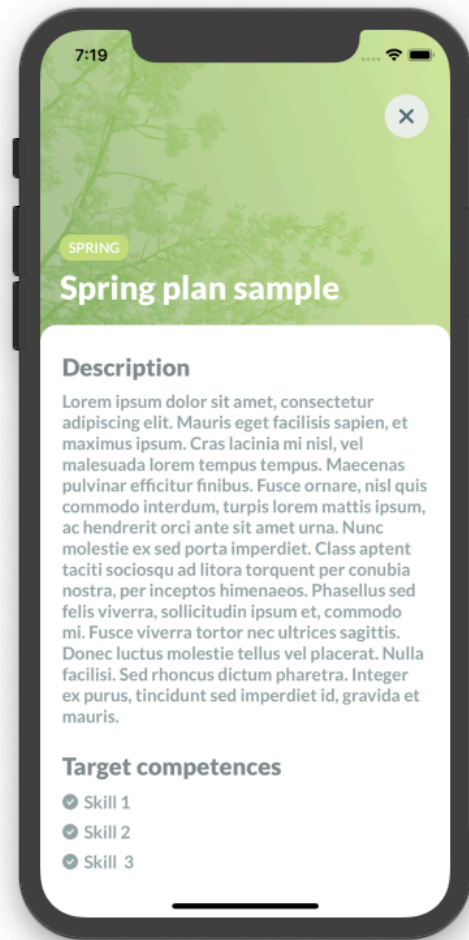 7:19
SPRING
Spring plan sample
Description
Lorem ipsum dolor sit amet, consectetur
adipiscing elit. Mauris eget facilisis sapien, et
maximus ipsum. Cras lacinia mi nisl, vel
malesuada lorem tempus tempus. Maecenas
pulvinar efficitur finibus. Fusce ornare, nisl quis
commodo interdum, turpis lorem mattis ipsum,
ac hendrerit orci ante sit amet urna. Nunc
molestie ex sed porta imperdiet. Class aptent
taciti sociosqu ad litora torquent per conubia
nostra, per inceptos himenaeos. Phasellus sed
felis viverra, sollicitudin ipsum et, commodo
mi. Fusce viverra tortor nec ultrices sagittis.
Donec luctus molestie tellus vel placerat. Nulla
facilisi. Sed rhoncus dictum pharetra. Integer
ex purus, tincidunt sed imperdiet id, gravida et
mauris.
Target competences
Skill 1
Skill 2
Skill 3